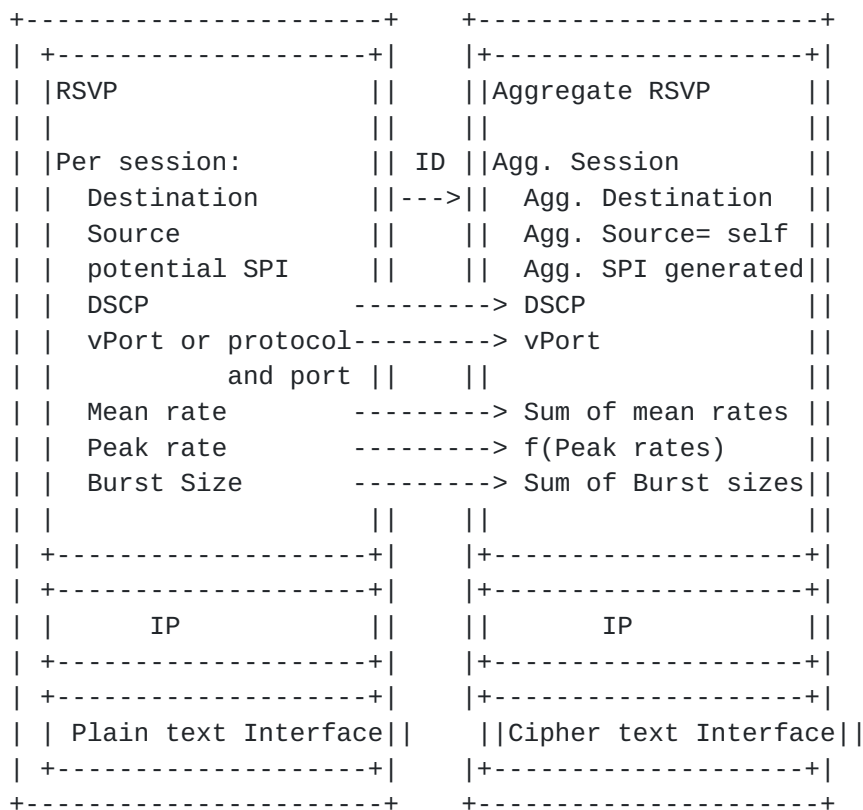 +----------------------+    +----------------------+
| +--------------------+|    |+--------------------+|
| |RSVP                ||    ||Aggregate RSVP      ||
| |                    ||    ||                    ||
| |Per session:        || ID ||Agg. Session        ||
| |  Destination       ||--->||  Agg. Destination  ||
| |  Source            ||    ||  Agg. Source= self ||
| |  potential SPI     ||    ||  Agg. SPI generated||
| |  DSCP             ---------> DSCP              ||
| |  vPort or protocol---------> vPort             ||
| |           and port ||    ||                    ||
| |  Mean rate        ---------> Sum of mean rates ||
| |  Peak rate        ---------> f(Peak rates)     ||
| |  Burst Size       ---------> Sum of Burst sizes||
| |                    ||    ||                    ||
| +--------------------+|    |+--------------------+|
| +--------------------+|    |+--------------------+|
| |      IP            ||    ||       IP           ||
| +--------------------+|    |+--------------------+|
| +--------------------+|    |+--------------------+|
| | Plain text Interface||    ||Cipher text Interface||
| +--------------------+|    |+--------------------+|
+----------------------+    +----------------------+